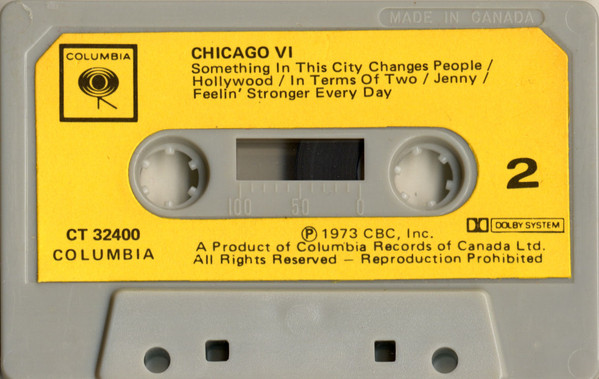 MADE IN CANADA
COLUMBIA
CHICAGO VI
Something In This City Changes People /
Hollywood / In Terms Of Two / Jenny /
Feelin' Stronger Every Day
2
100 50 0
CT 32400
COLUMBIA
DOLBY SYSTEM
Ⓟ 1973 CBC, Inc.
A Product of Columbia Records of Canada Ltd.
All Rights Reserved — Reproduction Prohibited